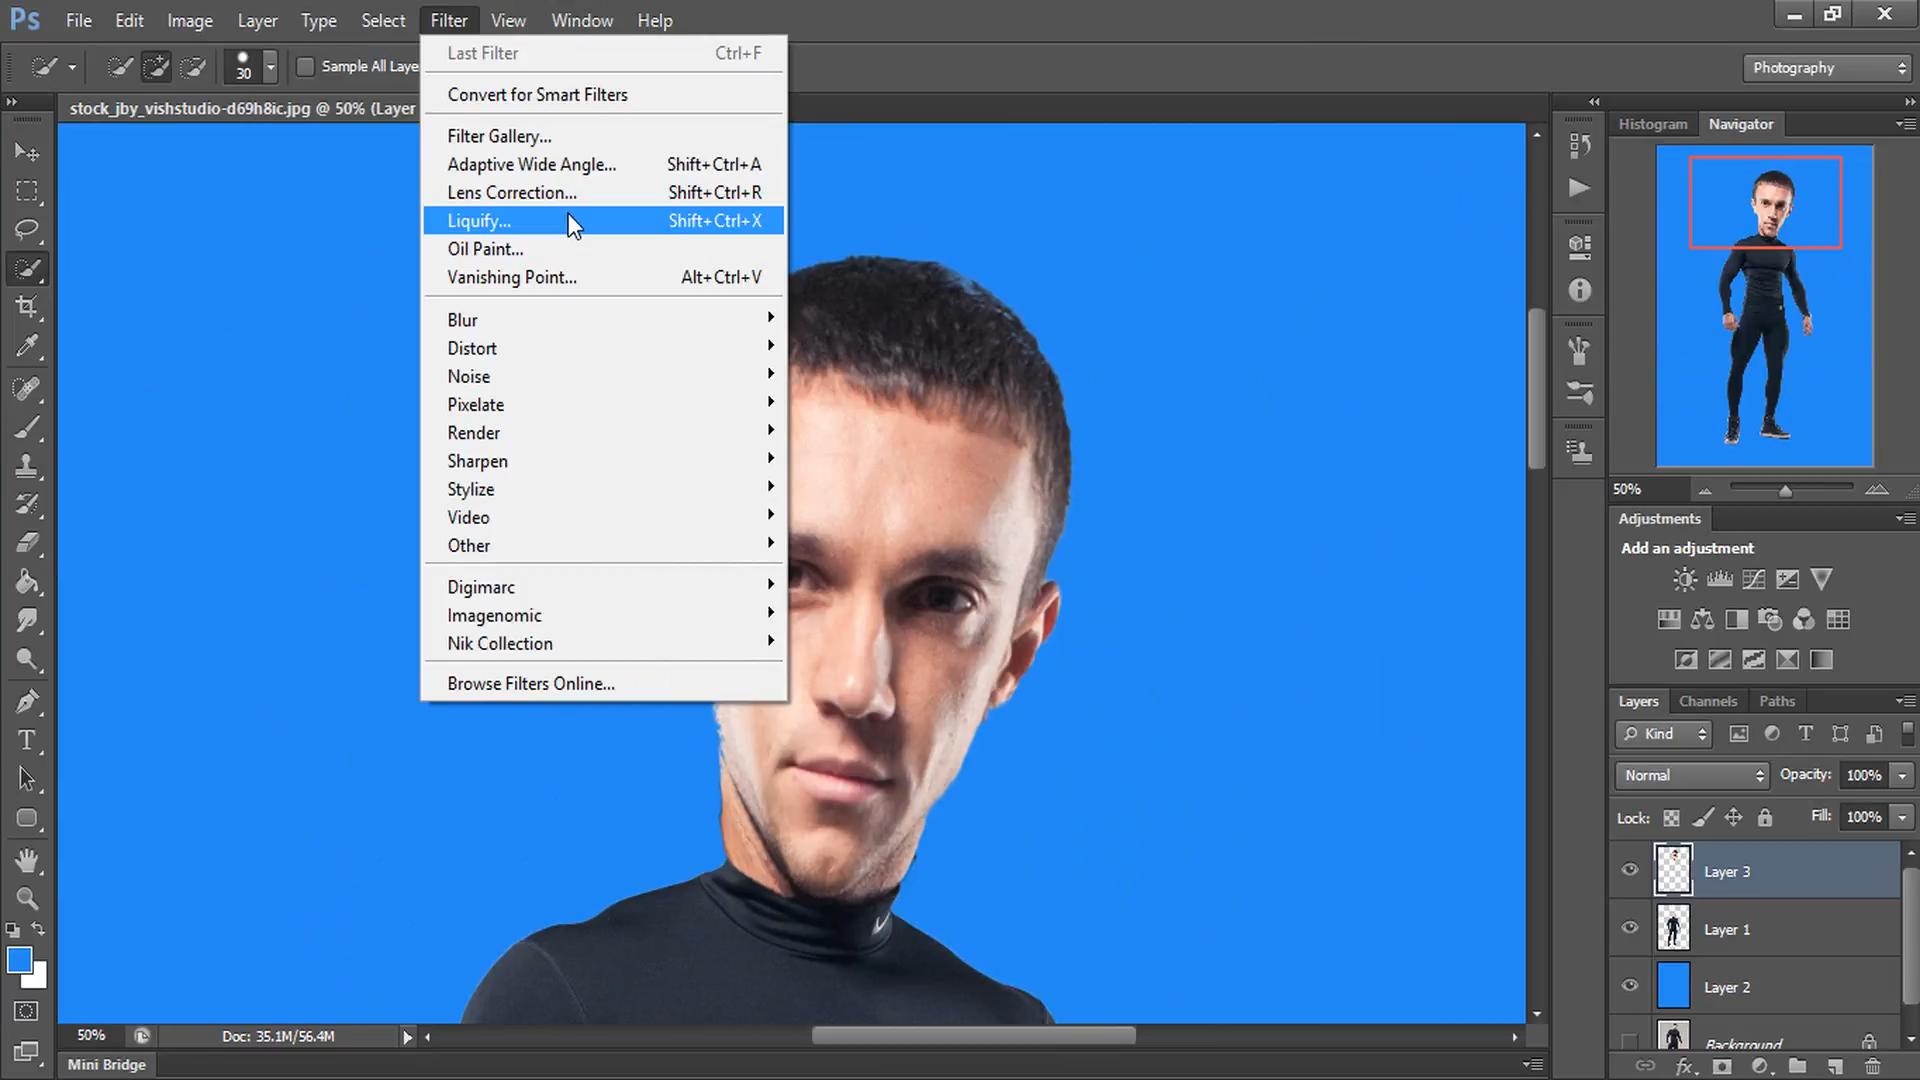 Ps File Edit Image Layer Type Select Filter View Window Help
30 Sample All Laye
Photography
stock_jby_vishstudio-d69h8ic.jpg @ 50% (Layer
Last Filter Ctrl+F
Convert for Smart Filters
Filter Gallery...
Adaptive Wide Angle... Shift+Ctrl+A
Lens Correction... Shift+Ctrl+R
Liquify... Shift+Ctrl+X
Oil Paint...
Vanishing Point... Alt+Ctrl+V
Blur
Distort
Noise
Pixelate
Render
Sharpen
Stylize
Video
Other
Digimarc
Imagenomic
Nik Collection
Browse Filters Online...
Histogram Navigator
50%
Adjustments
Add an adjustment
Layers Channels Paths
Kind
Normal Opacity: 100%
Lock: Fill: 100%
Layer 3
Layer 1
Layer 2
Background
fx
50% Doc: 35.1M/56.4M
Mini Bridge